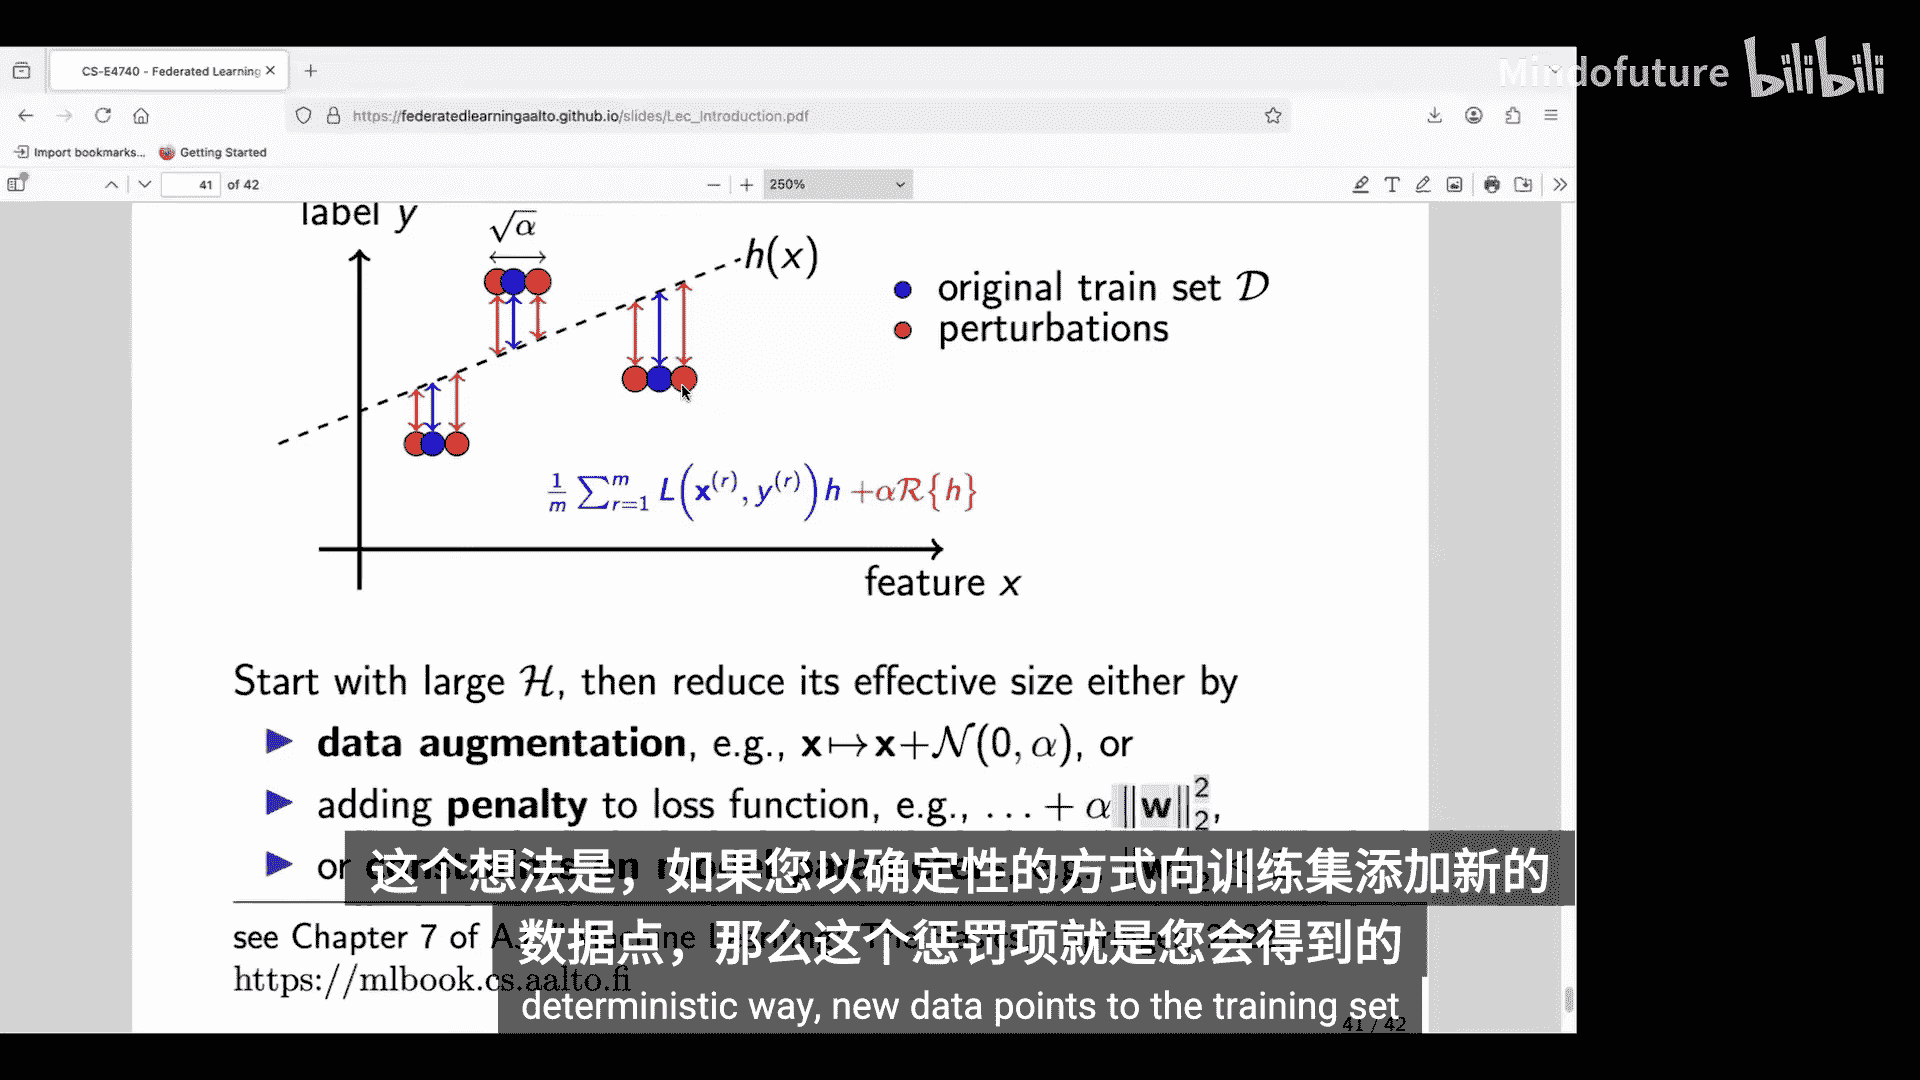 Mindofuture bilibili
CS-E4740 - Federated Learning
https://federatedlearningaalto.github.io/slides/Lec_Introduction.pdf
Import bookmarks... Getting Started
41 of 42
250%
label y
√α
h(x)
original train set 𝒟
perturbations
1/m ∑_{r=1}^{m} L(x^{(r)}, y^{(r)})h +αℛ{h}
feature x
Start with large ℋ, then reduce its effective size either by
data augmentation, e.g., x↦x+𝒩(0, α), or
adding penalty to loss function, e.g., … + α‖w‖₂²,
or
这个想法是，如果您以确定性的方式向训练集添加新的
see Chapter 7 of
数据点，那么这个惩罚项就是您会得到的
https://mlbook.cs.aalto.fi
deterministic way, new data points to the training set
41 / 42